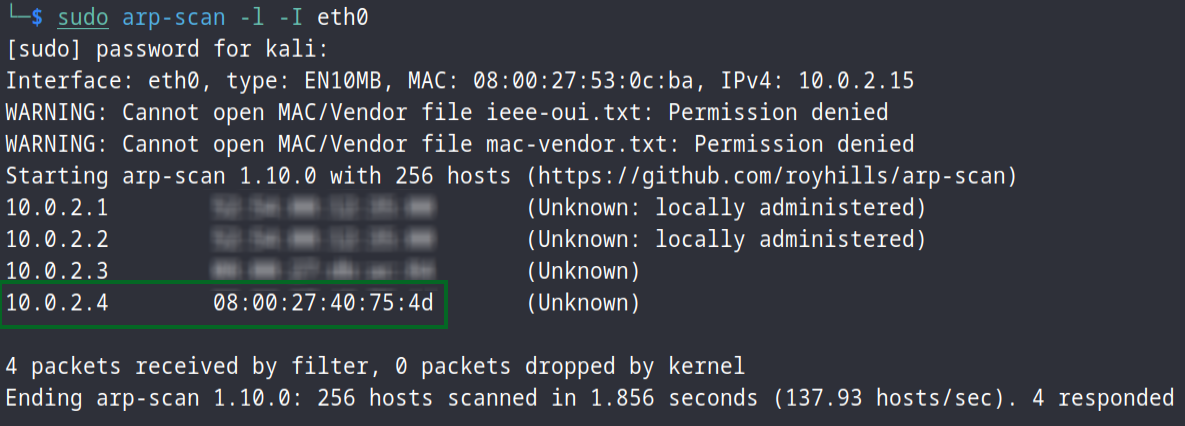 └─$ sudo arp-scan -l -I eth0
[sudo] password for kali:
Interface: eth0, type: EN10MB, MAC: 08:00:27:53:0c:ba, IPv4: 10.0.2.15
WARNING: Cannot open MAC/Vendor file ieee-oui.txt: Permission denied
WARNING: Cannot open MAC/Vendor file mac-vendor.txt: Permission denied
Starting arp-scan 1.10.0 with 256 hosts (https://github.com/royhills/arp-scan)
10.0.2.1 (Unknown: locally administered)
10.0.2.2 (Unknown: locally administered)
10.0.2.3 (Unknown)
10.0.2.4 08:00:27:40:75:4d (Unknown)
4 packets received by filter, 0 packets dropped by kernel
Ending arp-scan 1.10.0: 256 hosts scanned in 1.856 seconds (137.93 hosts/sec). 4 responded